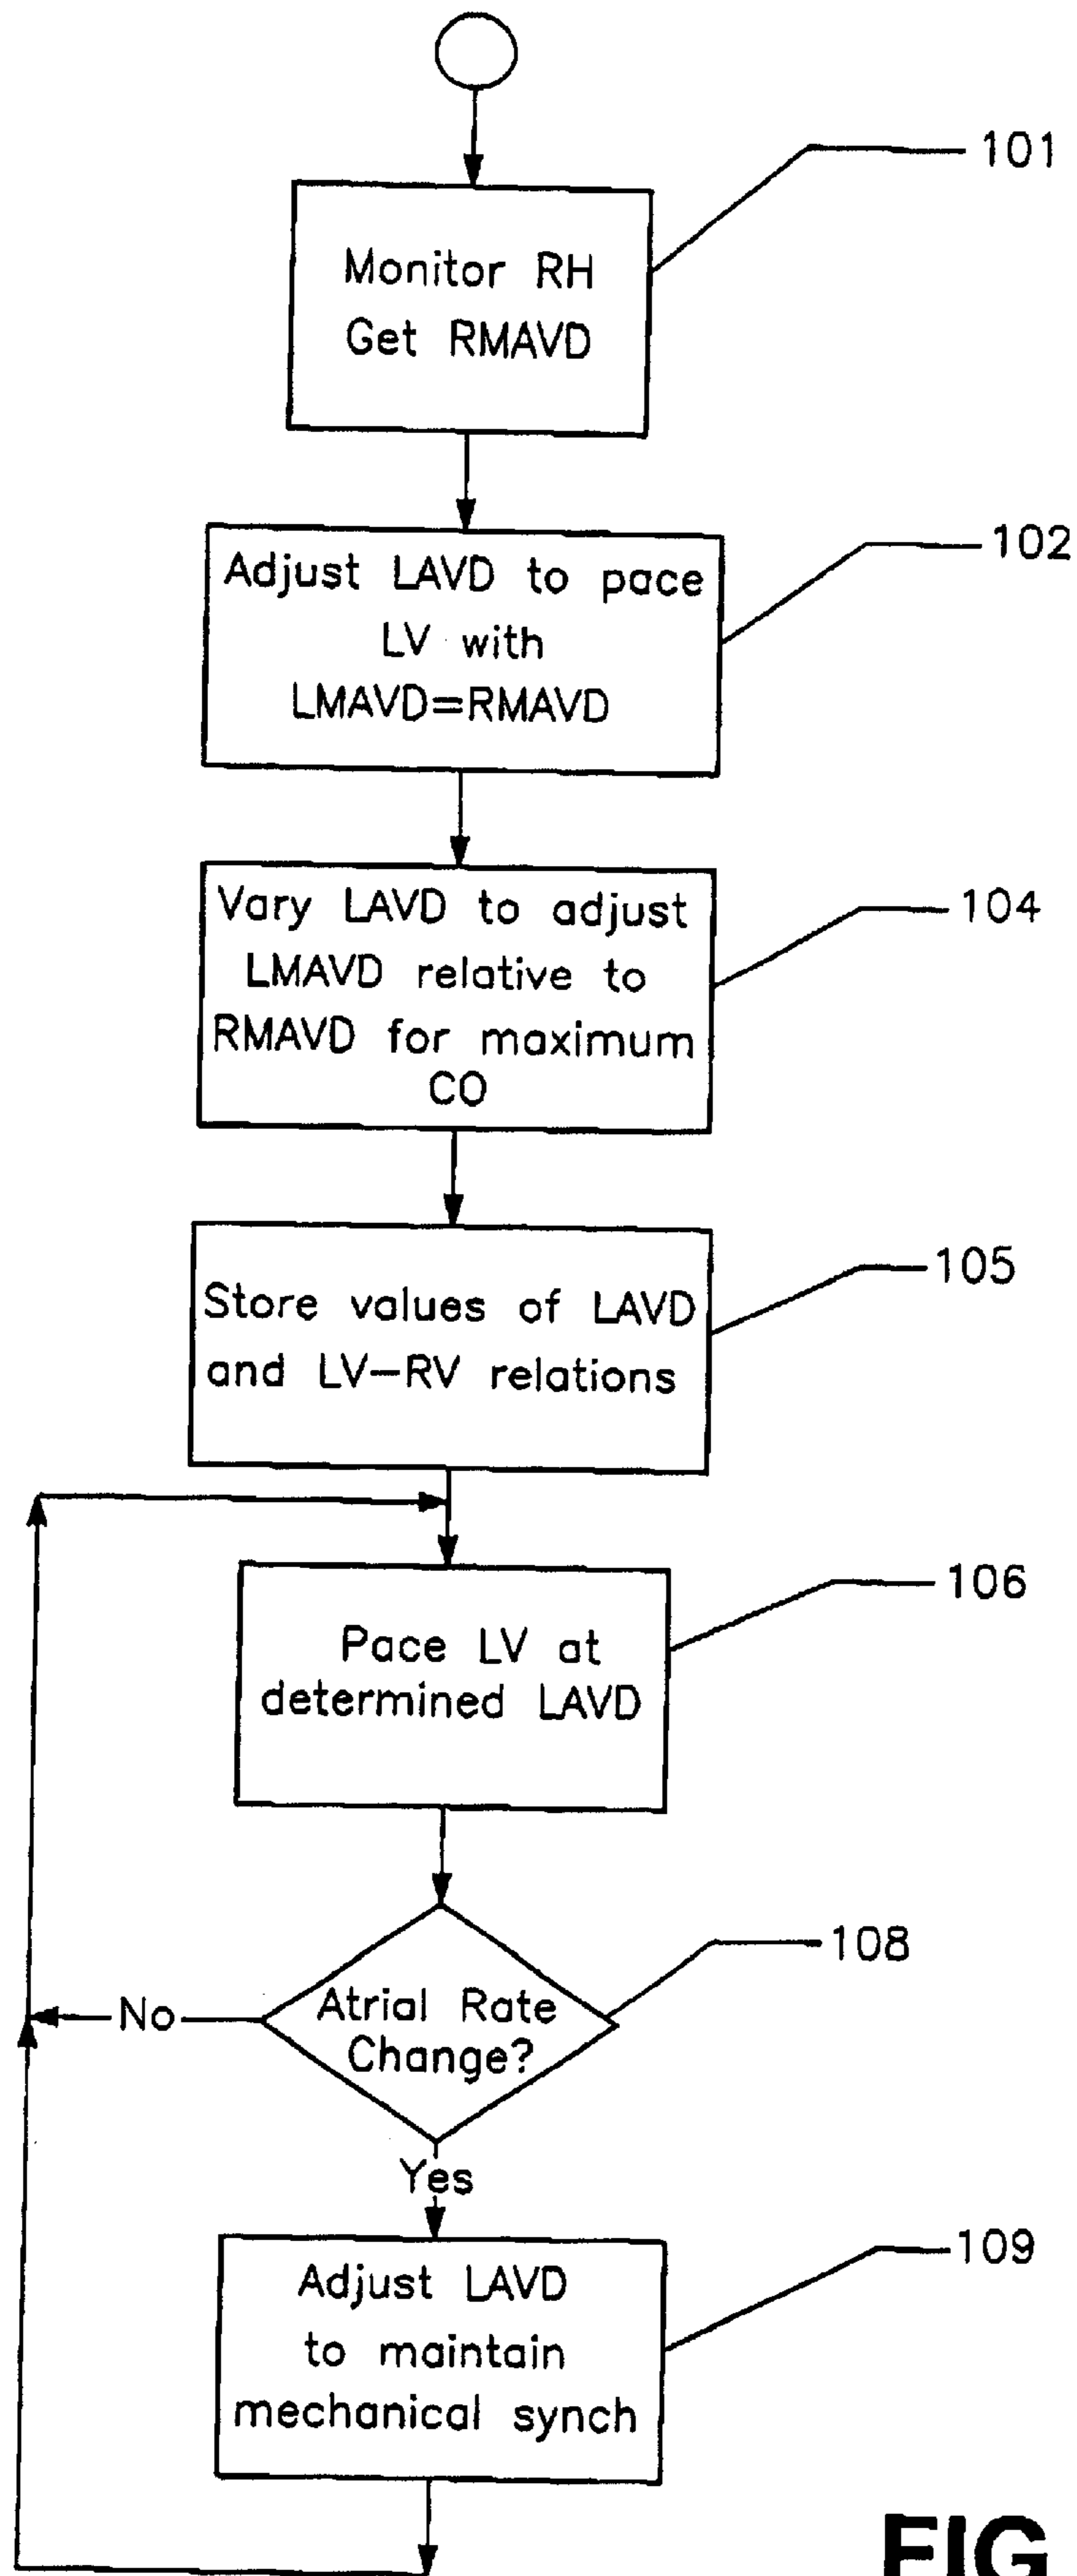 101
Monitor RH
Get RMAVD
102
Adjust LAVD to pace
LV with
LMAVD=RMAVD
104
Vary LAVD to adjust
LMAVD relative to
RMAVD for maximum
CO
105
Store values of LAVD
and LV-RV relations
106
Pace LV at
determined LAVD
108
Atrial Rate
Change?
No
Yes
109
Adjust LAVD
to maintain
mechanical synch
FIG